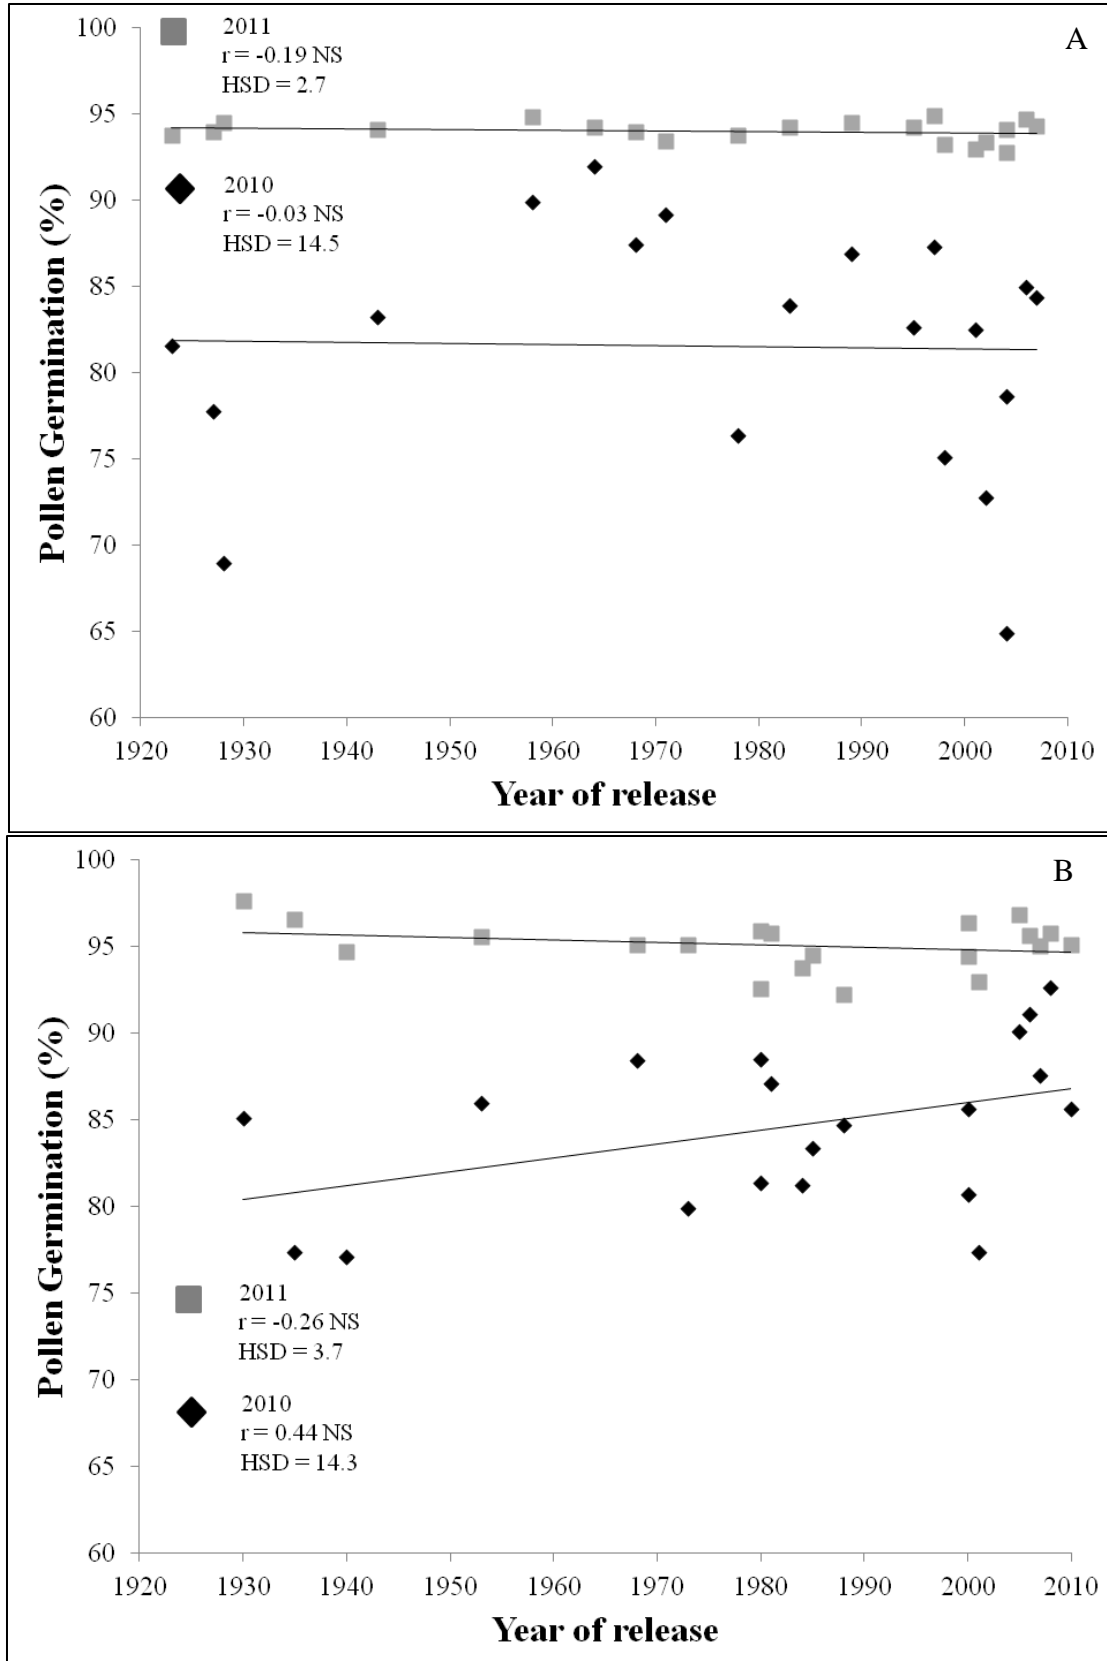 A
2011
r = -0.19 NS
HSD = 2.7
2010
r = -0.03 NS
HSD = 14.5
Pollen Germination (%)
100
95
90
85
80
75
70
65
60
1920 1930 1940 1950 1960 1970 1980 1990 2000 2010
Year of release
B
2011
r = -0.26 NS
HSD = 3.7
2010
r = 0.44 NS
HSD = 14.3
Pollen Germination (%)
100
95
90
85
80
75
70
65
60
1920 1930 1940 1950 1960 1970 1980 1990 2000 2010
Year of release